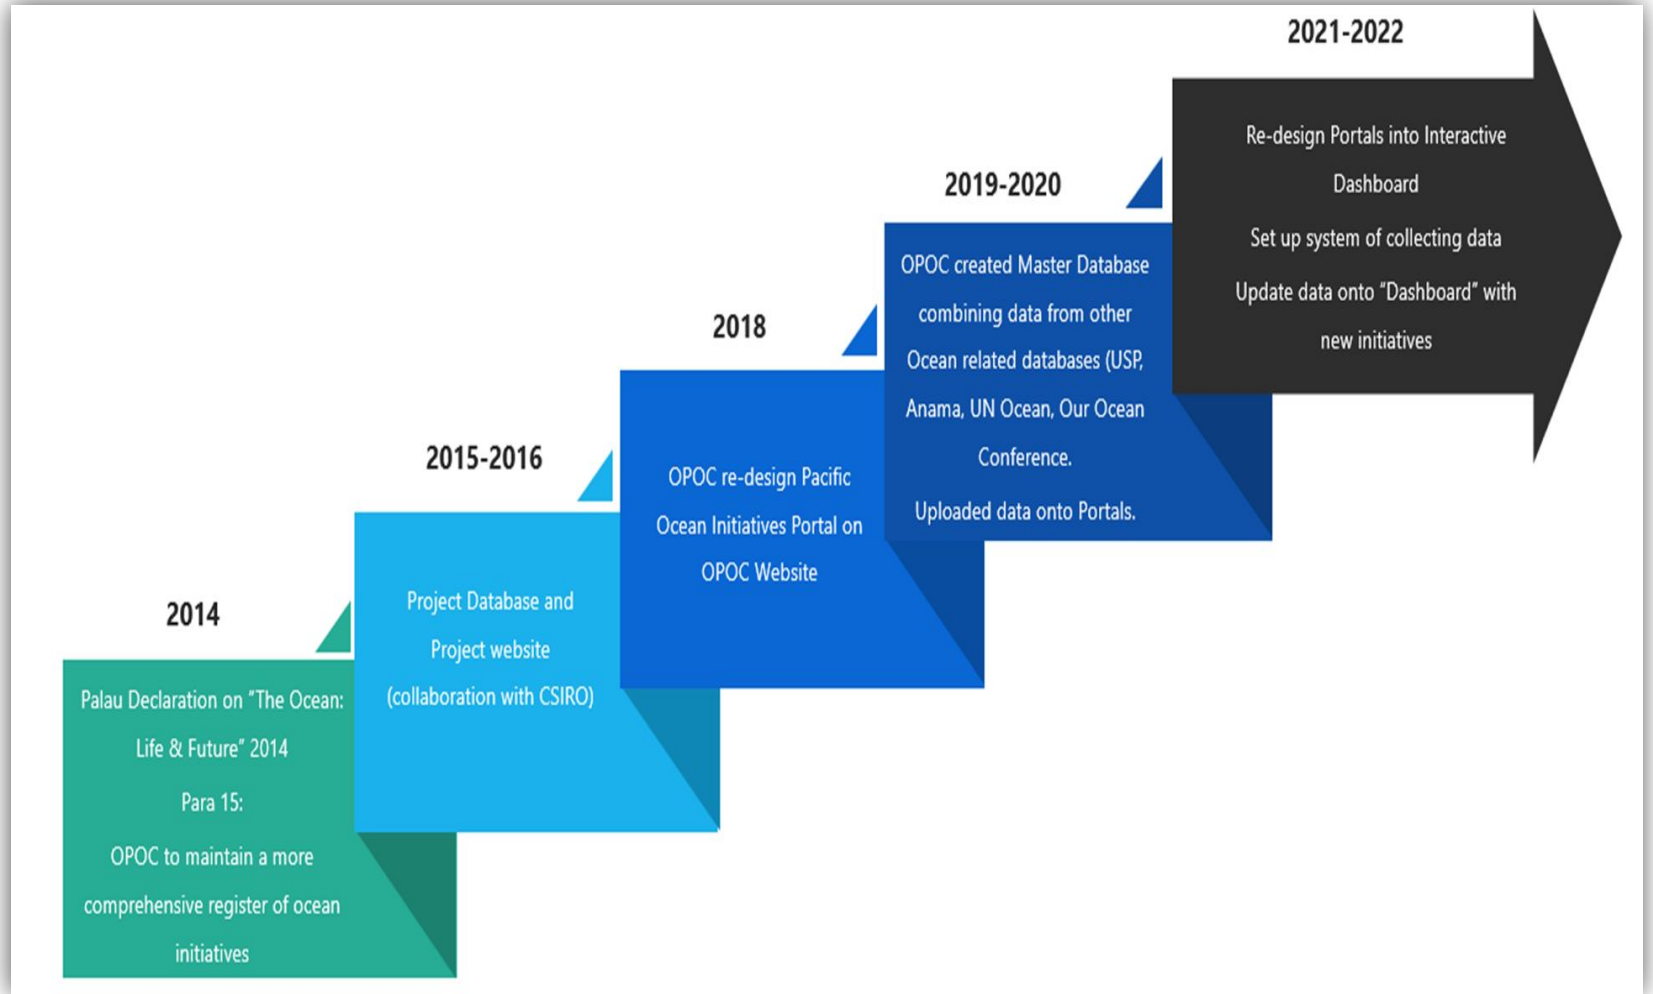 2014
Palau Declaration on "The Ocean:
Life & Future" 2014
Para 15:
OPOC to maintain a more
comprehensive register of ocean
initiatives
2015-2016
Project Database and
Project website
(collaboration with CSIRO)
2018
OPOC re-design Pacific
Ocean Initiatives Portal on
OPOC Website
2019-2020
OPOC created Master Database
combining data from other
Ocean related databases (USP,
Anama, UN Ocean, Our Ocean
Conference.
Uploaded data onto Portals.
2021-2022
Re-design Portals into Interactive
Dashboard
Set up system of collecting data
Update data onto “Dashboard” with
new initiatives